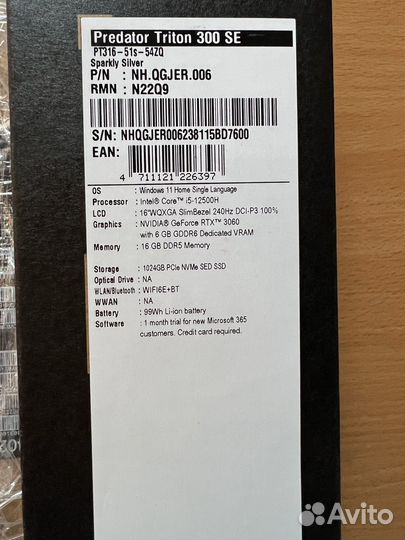 Predator Triton 300 SE
PT316-51s-54ZQ
Sparkly Silver
P/N : NH.QGJER.006
RMN : N22Q9
S/N: NHQGJER006238115BD7600
EAN:
4 711121 226397
OS : Windows 11 Home Single Language
Processor : Intel® Core™ i5-12500H
LCD : 16"WQXGA SlimBezel 240Hz DCI-P3 100%
Graphics : NVIDIA® GeForce RTX™ 3060
with 6 GB GDDR6 Dedicated VRAM
Memory : 16 GB DDR5 Memory
Storage : 1024GB PCIe NVMe SED SSD
Optical Drive : NA
WLAN/Bluetooth : WIFI6E+BT
WWAN : NA
Battery : 99Wh Li-ion battery
Software : 1 month trial for new Microsoft 365
customers. Credit card required.
Avito